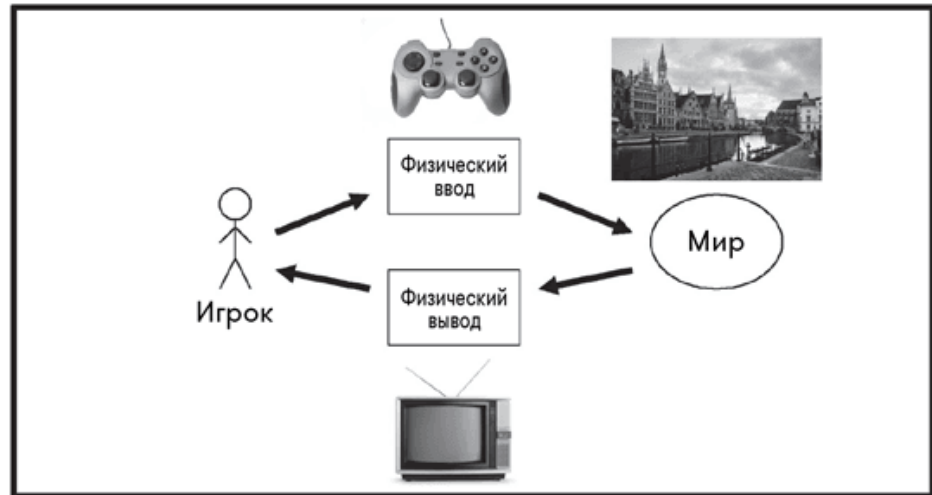 Физический
ввод
Мир
Игрок
Физический
вывод